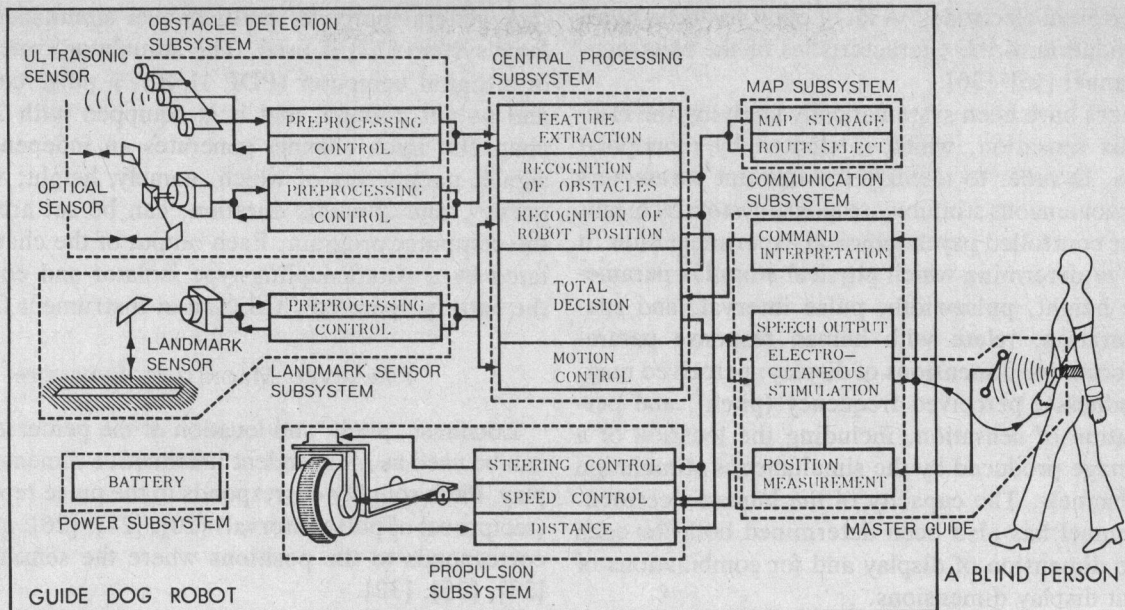 OBSTACLE DETECTION
SUBSYSTEM
ULTRASONIC
SENSOR
PREPROCESSING
CONTROL
OPTICAL
SENSOR
PREPROCESSING
CONTROL
LANDMARK
SENSOR
PREPROCESSING
CONTROL
LANDMARK SENSOR
SUBSYSTEM
CENTRAL PROCESSING
SUBSYSTEM
FEATURE
EXTRACTION
RECOGNITION
OF OBSTACLES
RECOGNITION OF
ROBOT POSITION
TOTAL
DECISION
MOTION
CONTROL
MAP SUBSYSTEM
MAP STORAGE
ROUTE SELECT
COMMUNICATION
SUBSYSTEM
COMMAND
INTERPRETATION
SPEECH OUTPUT
ELECTRO-
CUTANEOUS
STIMULATION
POSITION
MEASUREMENT
MASTER GUIDE
BATTERY
POWER SUBSYSTEM
STEERING CONTROL
SPEED CONTROL
DISTANCE
PROPULSION
SUBSYSTEM
GUIDE DOG ROBOT
A BLIND PERSON